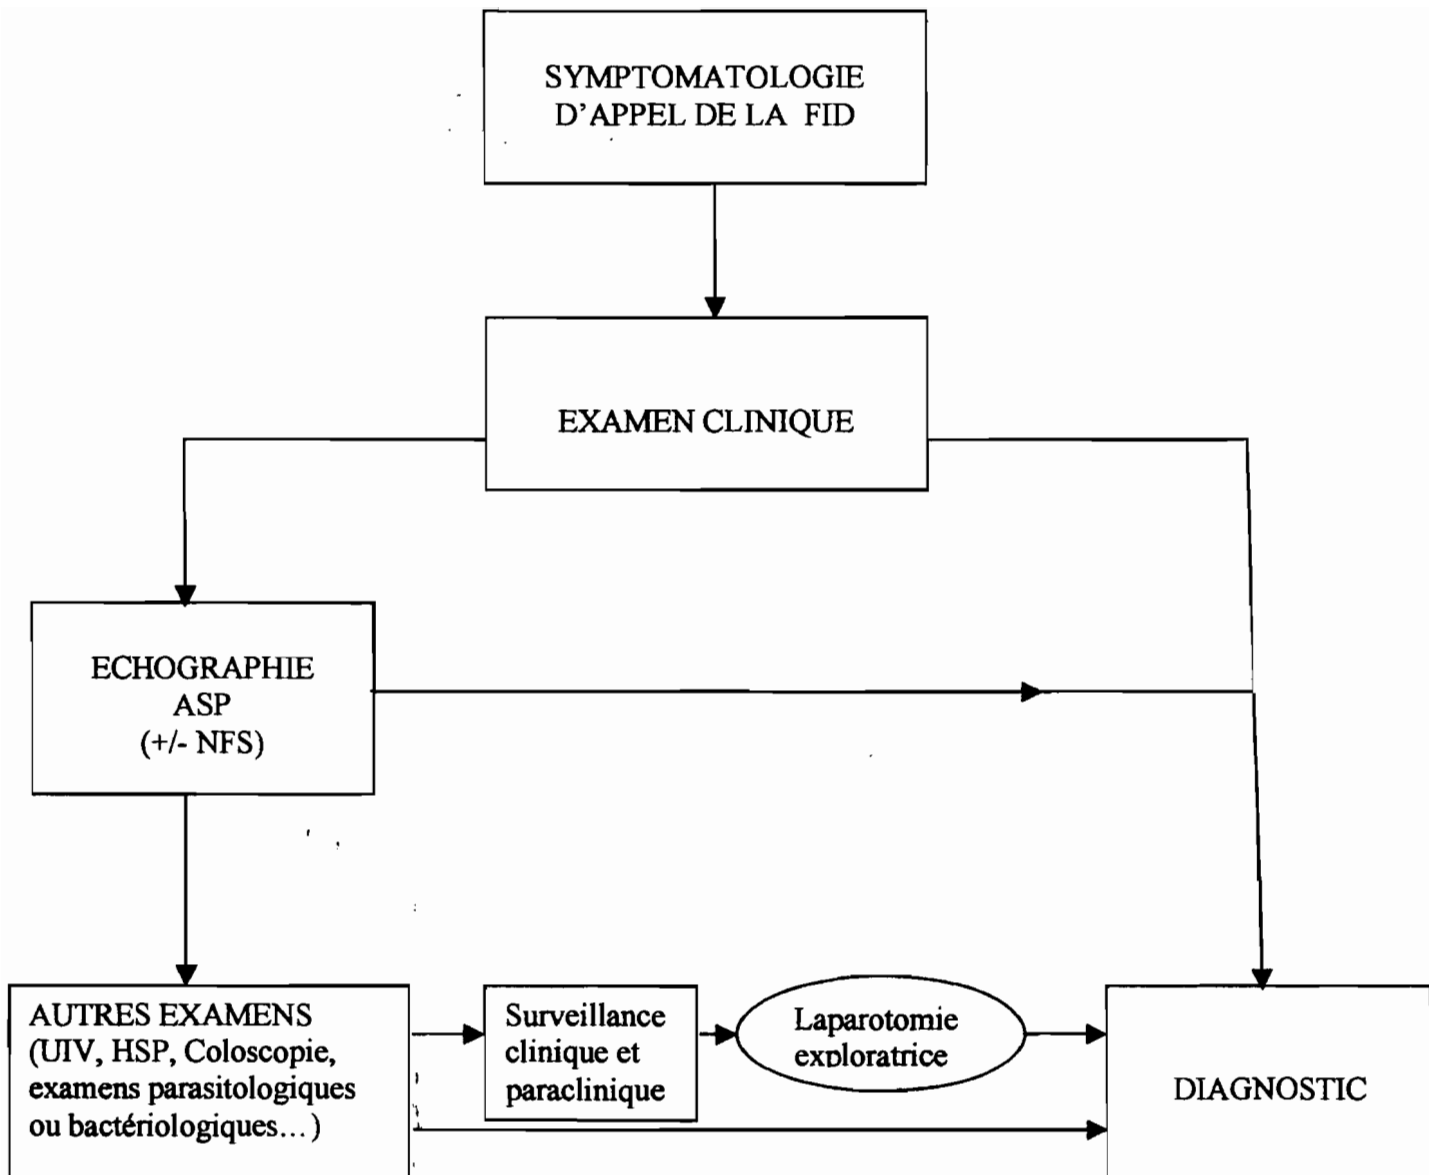 SYMPTOMATOLOGIE
D'APPEL DE LA FID
EXAMEN CLINIQUE
ECHOGRAPHIE
ASP
(+/- NFS)
AUTRES EXAMENS
(UIV, HSP, Coloscopie,
examens parasitologiques
ou bactériologiques...)
Surveillance
clinique et
paraclinique
Laparotomie
exploratrice
DIAGNOSTIC